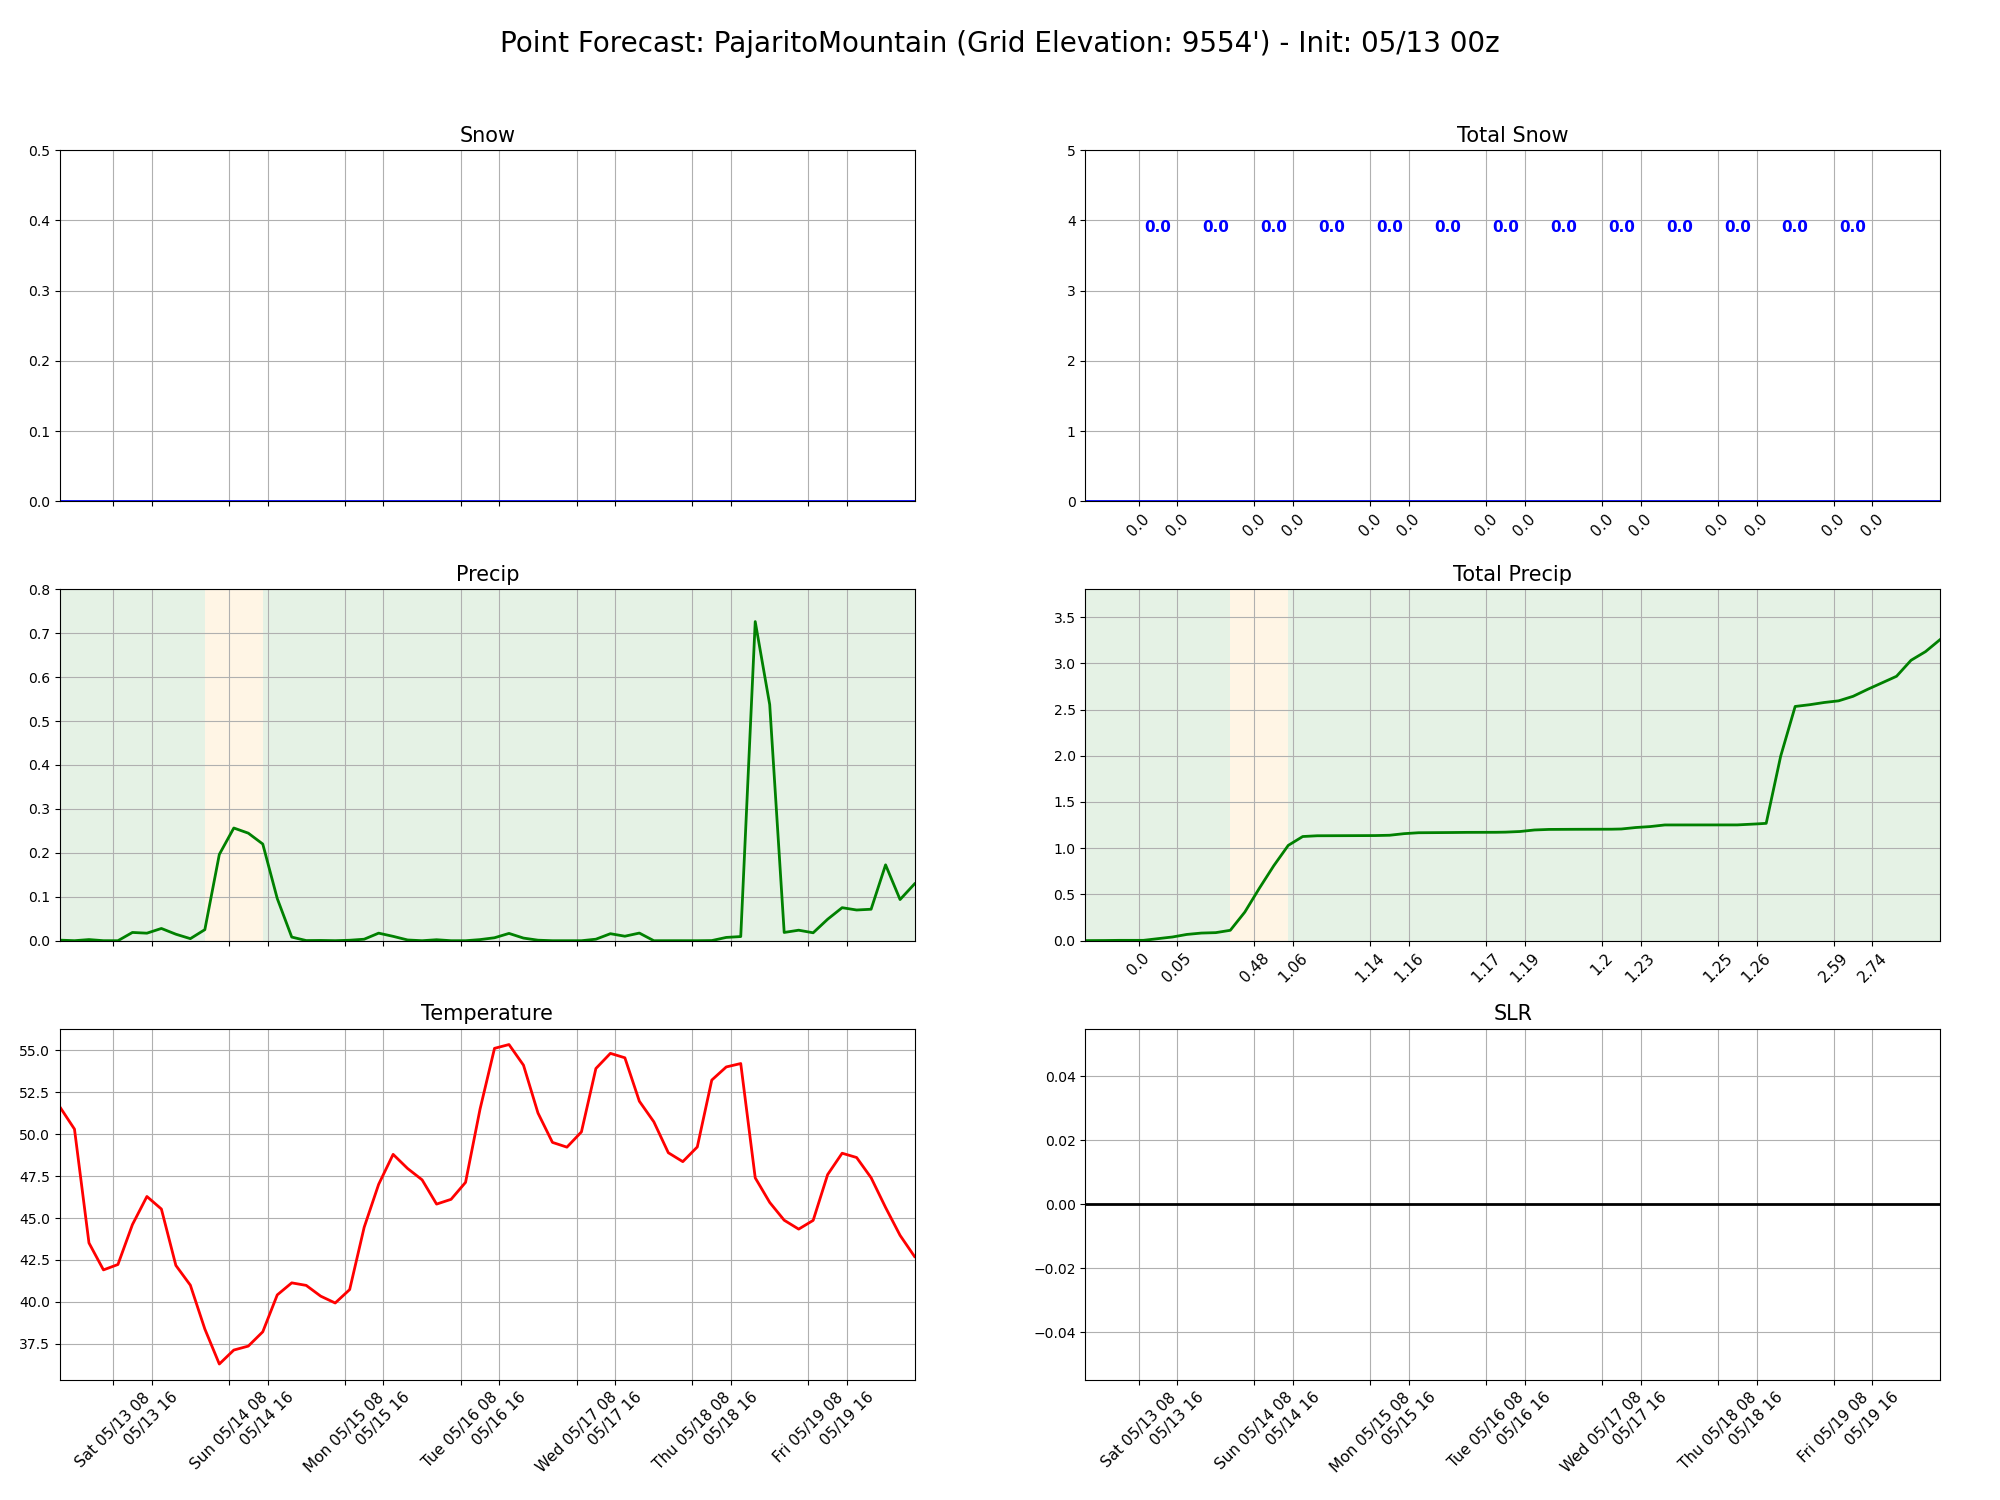 Point Forecast: PajaritoMountain (Grid Elevation: 9554') - Init: 05/13 00z
Snow
0.5
0.4
0.3
0.2
0.1
0.0
Total Snow
5
4
3
2
1
0
0.0 0.0 0.0 0.0 0.0 0.0 0.0 0.0 0.0 0.0 0.0 0.0 0.0
0.0 0.0 0.0 0.0 0.0 0.0 0.0 0.0 0.0 0.0 0.0 0.0 0.0 0.0
Precip
0.8
0.7
0.6
0.5
0.4
0.3
0.2
0.1
0.0
Total Precip
3.5
3.0
2.5
2.0
1.5
1.0
0.5
0.0
0.0 0.05 0.48 1.06 1.14 1.16 1.17 1.19 1.2 1.23 1.25 1.26 2.59 2.74
Temperature
55.0
52.5
50.0
47.5
45.0
42.5
40.0
37.5
Sat 05/13 08
05/13 16
Sun 05/14 08
05/14 16
Mon 05/15 08
05/15 16
Tue 05/16 08
05/16 16
Wed 05/17 08
05/17 16
Thu 05/18 08
05/18 16
Fri 05/19 08
05/19 16
SLR
0.04
0.02
0.00
−0.02
−0.04
Sat 05/13 08
05/13 16
Sun 05/14 08
05/14 16
Mon 05/15 08
05/15 16
Tue 05/16 08
05/16 16
Wed 05/17 08
05/17 16
Thu 05/18 08
05/18 16
Fri 05/19 08
05/19 16